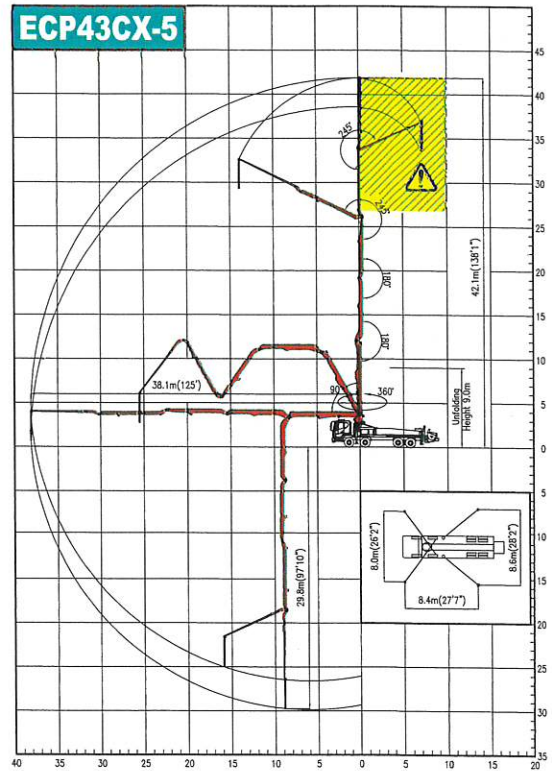 ECP43CX-5
45
40
35
30
25
20
15
10
5
0
5
10
15
20
25
30
35
245°
245°
180°
180°
90°
360°
42.1m(138'1")
Unfolding
Height 9.0m
38.1m(125')
29.8m(97'10")
8.0m(26'2")
8.6m(28'2")
8.4m(27'7")
40 35 30 25 20 15 10 5 0 5 10 15 20